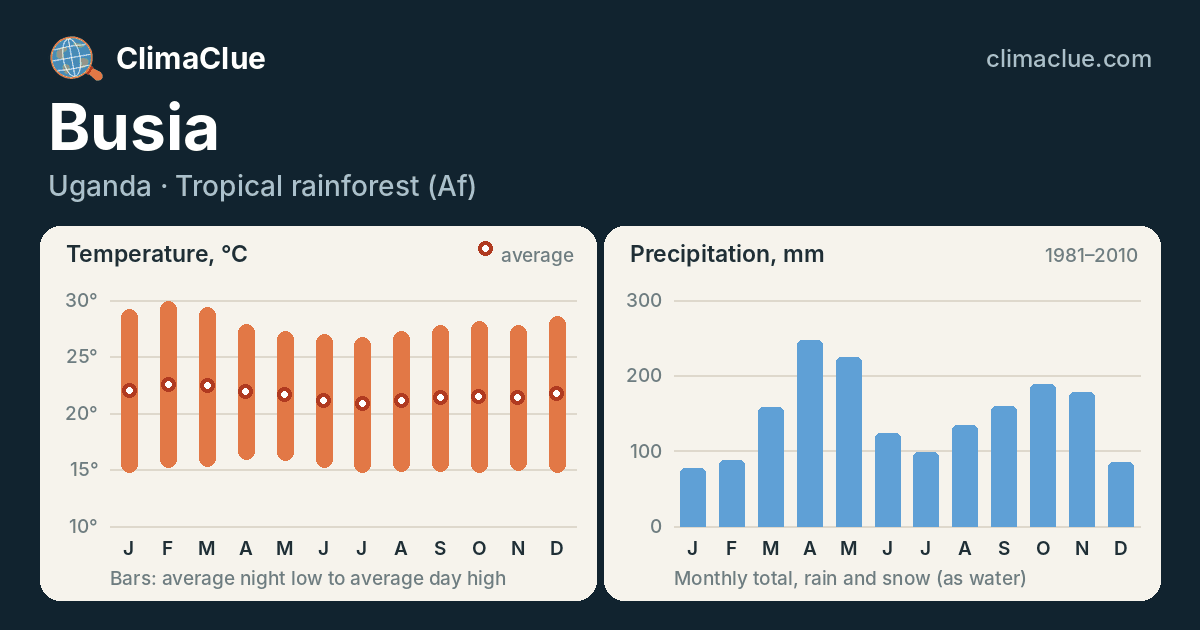 ClimaClue
climaclue.com
Busia
Uganda · Tropical rainforest (Af)
Temperature, °C
average
30°
25°
20°
15°
10°
J F M A M J J A S O N D
Bars: average night low to average day high
Precipitation, mm
1981–2010
300
200
100
0
J F M A M J J A S O N D
Monthly total, rain and snow (as water)